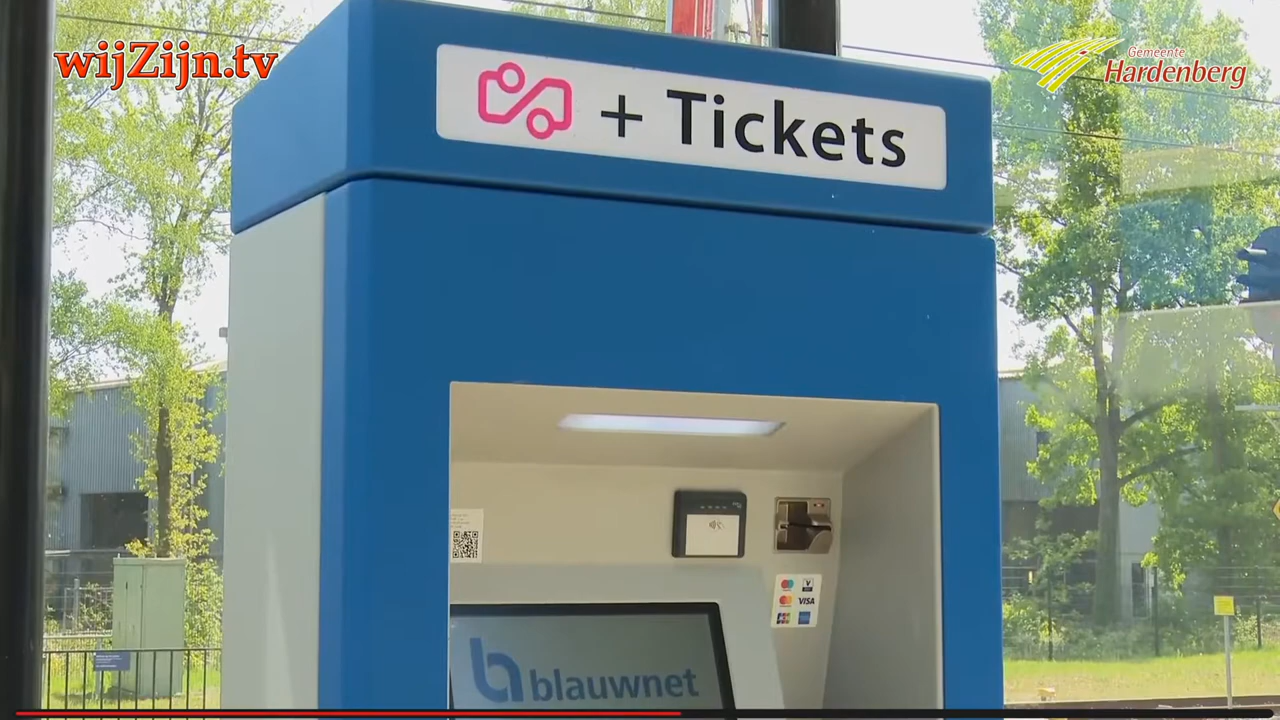 wijZijn.tv
Gemeente
Hardenberg
+ Tickets
VISA
blauwnet